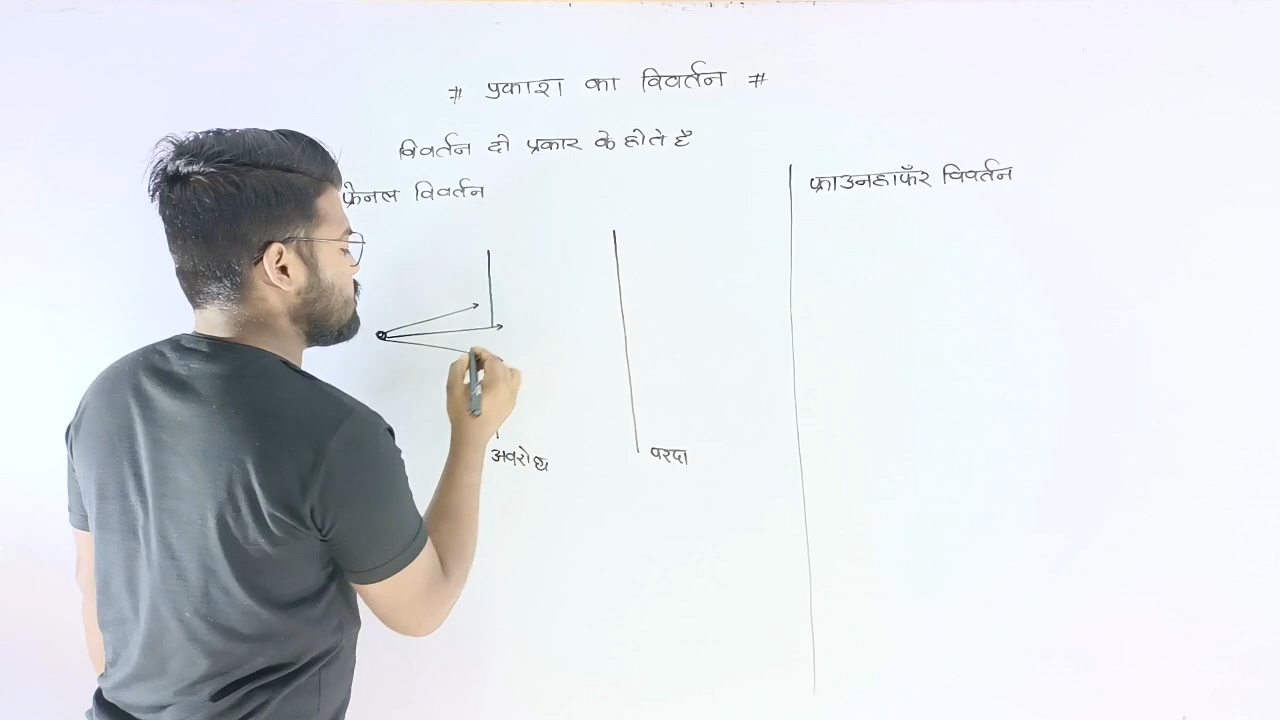 # प्रकाश का विवर्तन #
विवर्तन दो प्रकार के होते है
फ्रेनल विवर्तन
फ्राउनहॉफर विवर्तन
अवरोध
परदा